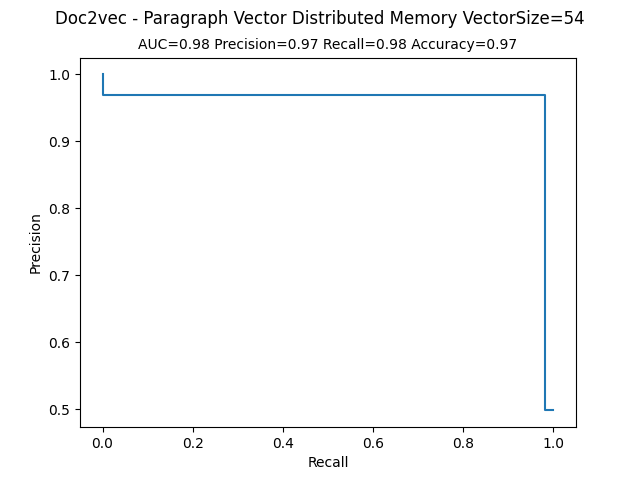 Doc2vec - Paragraph Vector Distributed Memory VectorSize=54
AUC=0.98 Precision=0.97 Recall=0.98 Accuracy=0.97
1.0
0.9
0.8
0.7
0.6
0.5
Precision
0.0 0.2 0.4 0.6 0.8 1.0
Recall